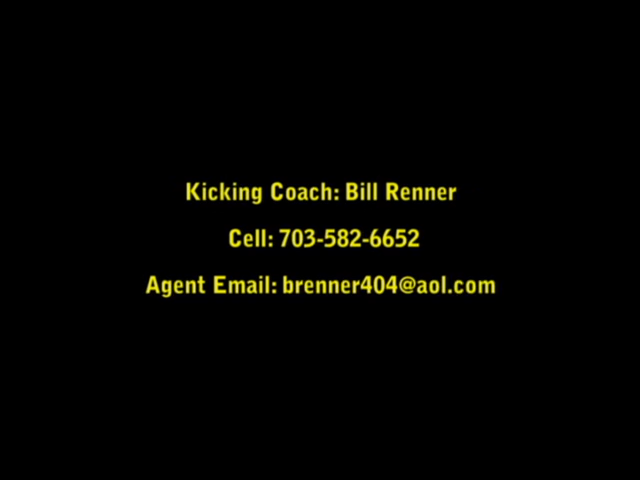 Kicking Coach: Bill Renner
Cell: 703-582-6652
Agent Email: brenner404@aol.com